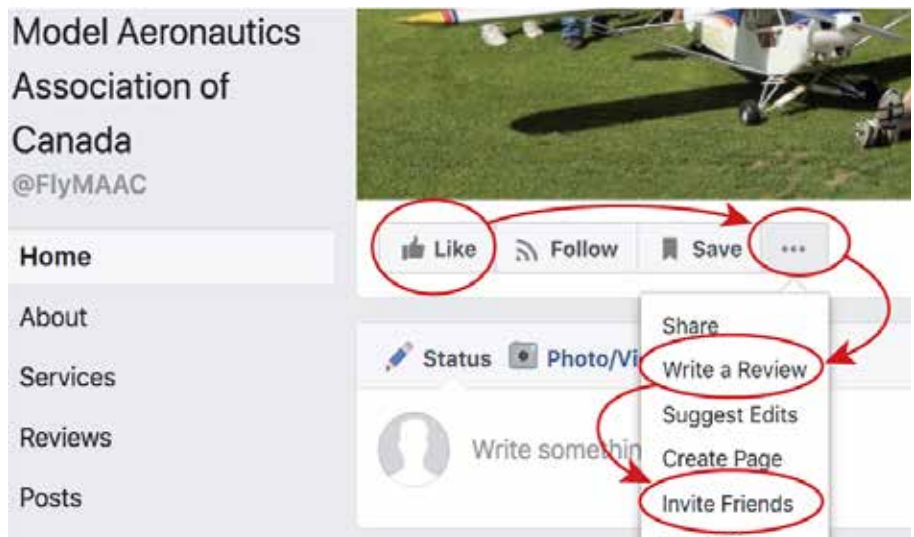 Model Aeronautics
Association of
Canada
@FlyMAAC
Home
About
Services
Reviews
Posts
Like Follow Save ...
Share
Write a Review
Suggest Edits
Create Page
Invite Friends
Status Photo/Vi
Write somethin